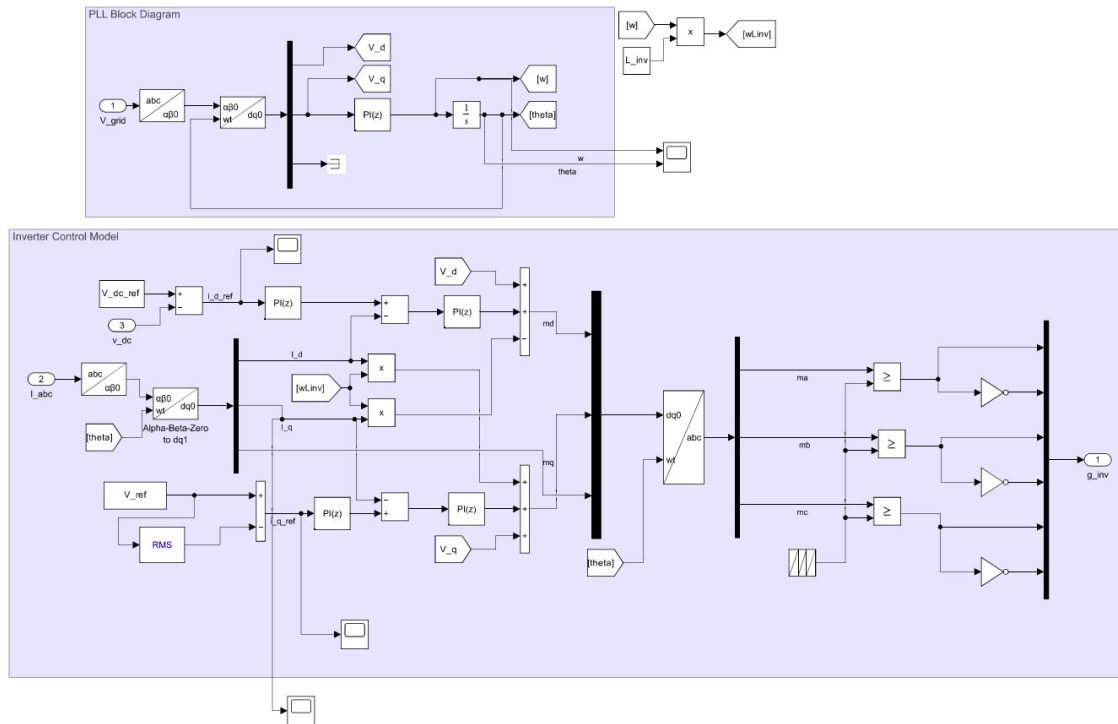 PLL Block Diagram
[w]
L_inv
x
[wLinv]
V_d
V_q
[w]
[theta]
1
V_grid
abc
αβ0
αβ0
wt
dq0
PI(z)
1
s
w
theta
Inverter Control Model
V_dc_ref
3
v_dc
+
−
i_d_ref
PI(z)
+
−
PI(z)
V_d
+
+
−
md
2
I_abc
abc
αβ0
αβ0
wt
dq0
Alpha-Beta-Zero
to dq1
[theta]
I_d
I_q
[wLinv]
x
x
V_ref
RMS
+
−
i_q_ref
PI(z)
−
+
PI(z)
V_q
mq
+
+
+
[theta]
dq0
wt
abc
ma
mb
mc
≥
≥
≥
1
g_inv